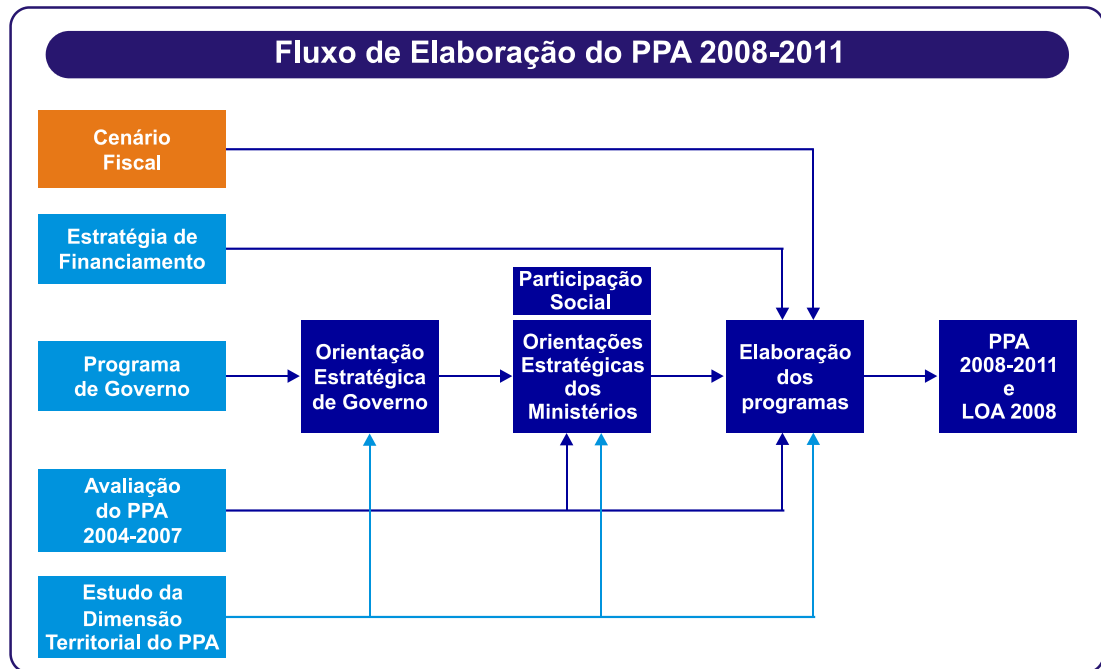 Fluxo de Elaboração do PPA 2008-2011
Cenário
Fiscal
Estratégia de
Financiamento
Participação
Social
Programa
de Governo
Orientação
Estratégica
de Governo
Orientações
Estratégicas
dos
Ministérios
Elaboração
dos
programas
PPA
2008-2011
e
LOA 2008
Avaliação
do PPA
2004-2007
Estudo da
Dimensão
Territorial do PPA